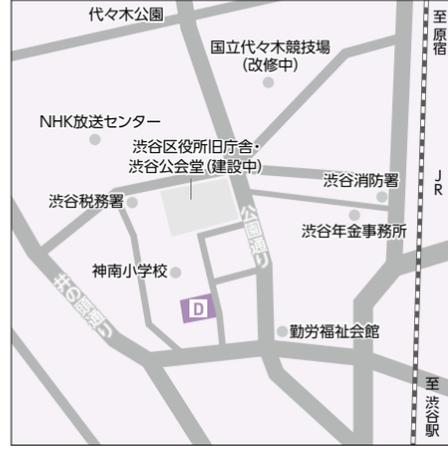 代々木公園
至 原宿
国立代々木競技場
(改修中)
NHK放送センター
渋谷区役所旧庁舎・
渋谷公会堂(建設中)
JR
渋谷消防署
渋谷税務署
渋谷年金事務所
公園通り
神南小学校
井の頭通り
D
勤労福祉会館
至 渋谷駅